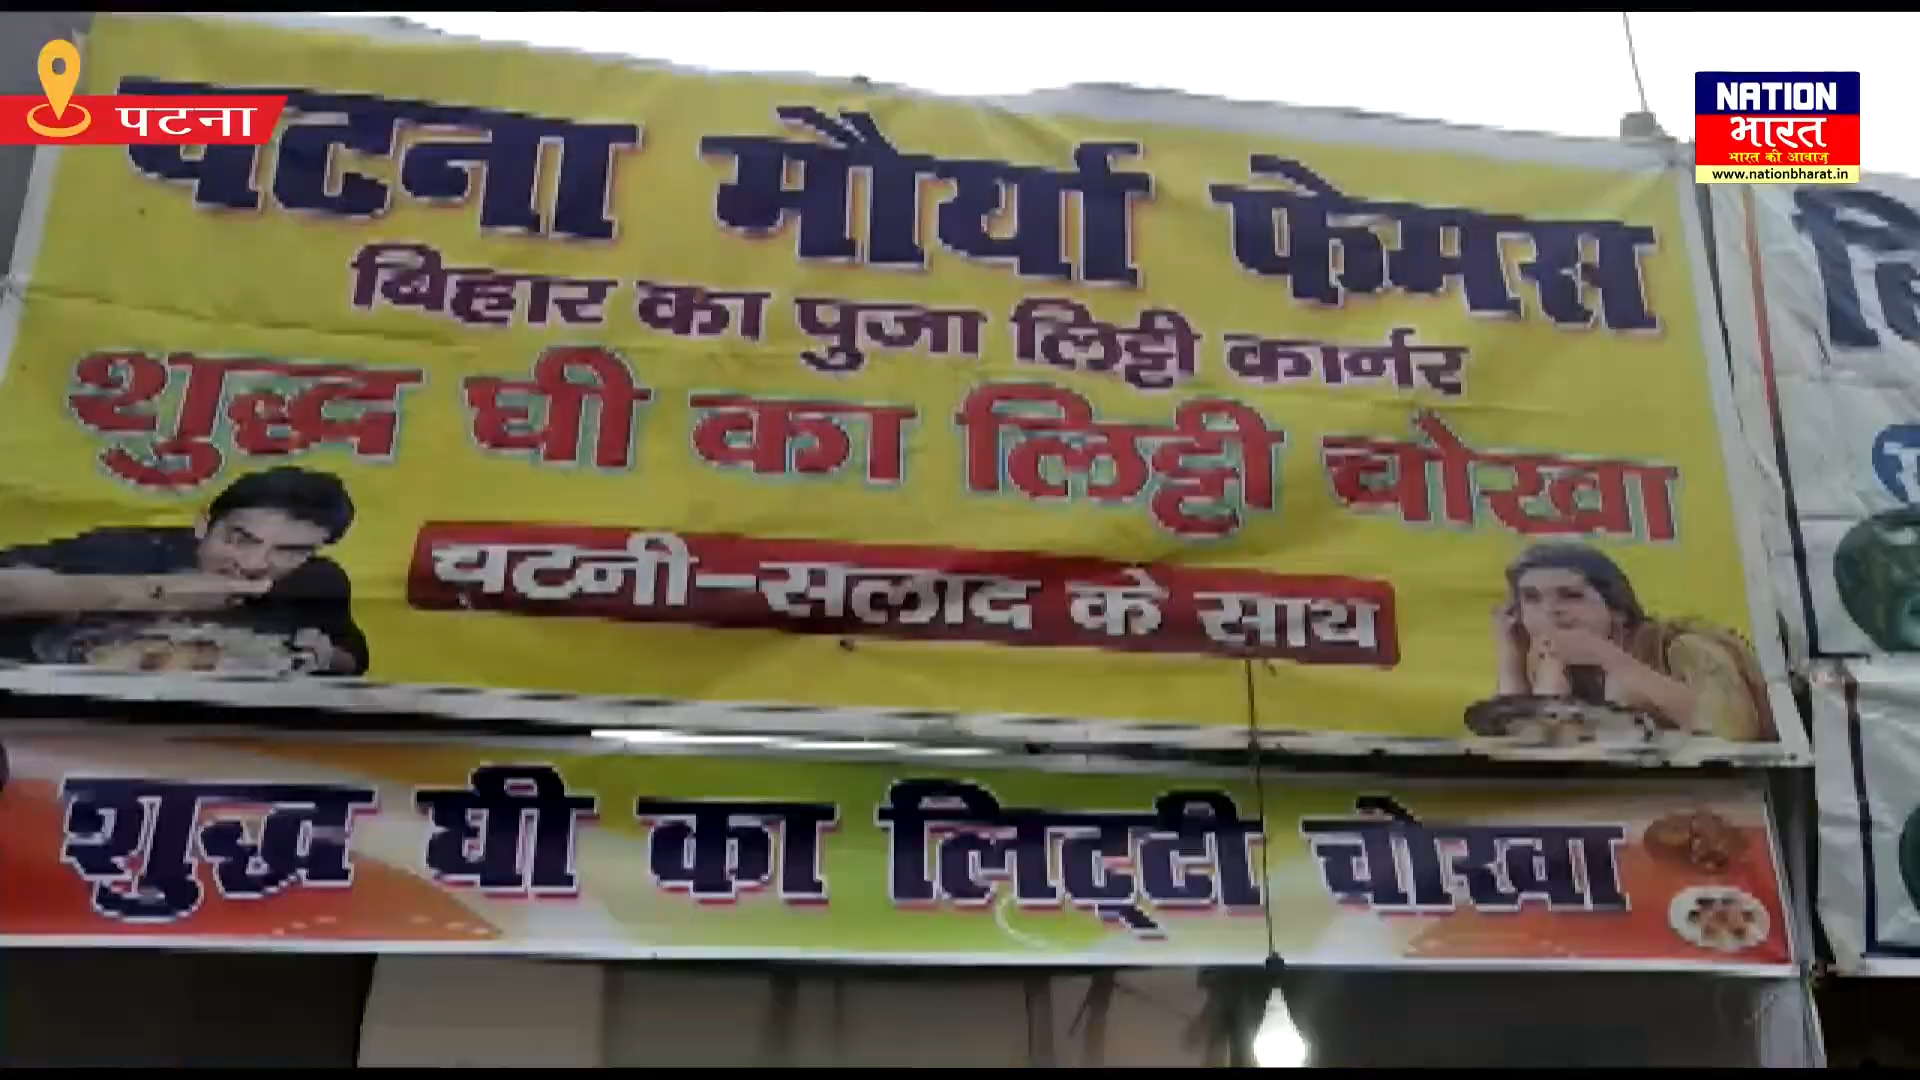 पटना
NATION
भारत
भारत की आवाज़
www.nationbharat.in
पटना मौर्या फेमस
बिहार का पुजा लिट्टी कार्नर
शुद्ध घी का लिट्टी चोखा
चटनी-सलाद के साथ
शुद्ध घी का लिट्टी चोखा